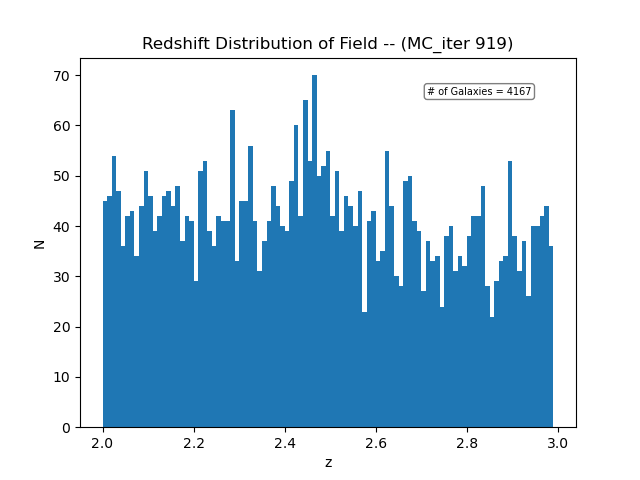 Redshift Distribution of Field -- (MC_iter 919)
# of Galaxies = 4167
70
60
50
40
30
20
10
0
N
2.0 2.2 2.4 2.6 2.8 3.0
z